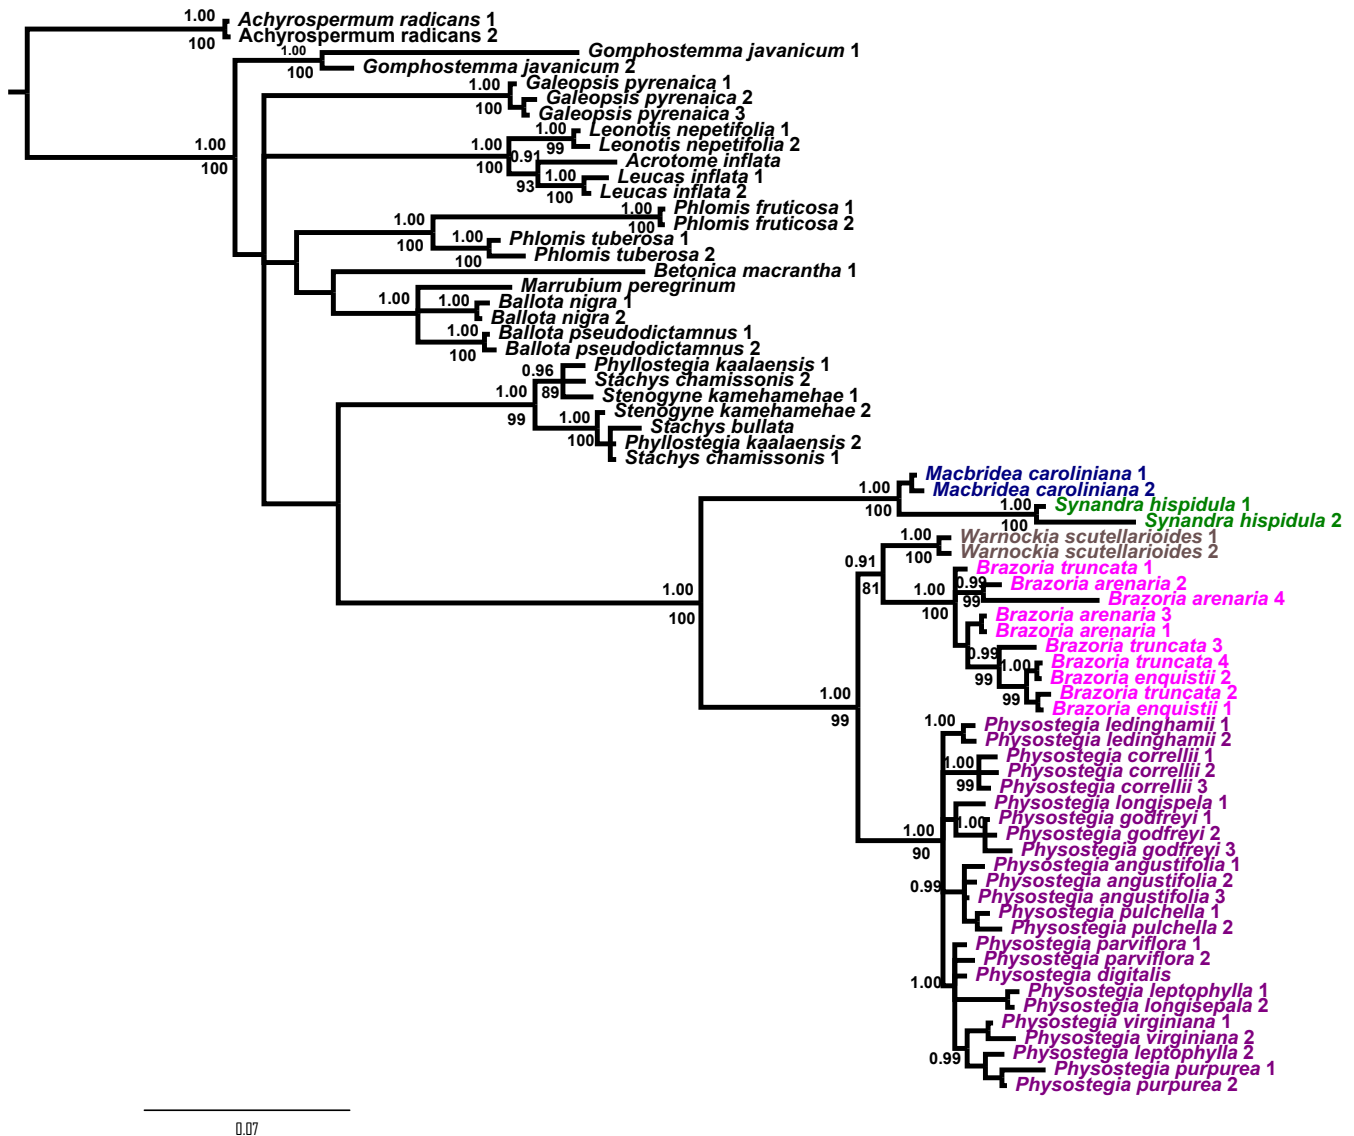 1.00
Achyrospermum radicans 1
100
Achyrospermum radicans 2
1.00
Gomphostemma javanicum 1
100
Gomphostemma javanicum 2
1.00
Galeopsis pyrenaica 1
100
Galeopsis pyrenaica 2
Galeopsis pyrenaica 3
1.00
Leonotis nepetifolia 1
1.00
99
Leonotis nepetifolia 2
1.00
100
0.91
100
Acrotome inflata
93
1.00
Leucas inflata 1
100
Leucas inflata 2
1.00
Phlomis fruticosa 1
1.00
100
Phlomis fruticosa 2
100
1.00
Phlomis tuberosa 1
100
Phlomis tuberosa 2
Betonica macrantha 1
Marrubium peregrinum
1.00
1.00
Ballota nigra 1
Ballota nigra 2
1.00
Ballota pseudodictamnus 1
100
Ballota pseudodictamnus 2
0.96
Phyllostegia kaalaensis 1
Stachys chamissonis 2
1.00
89
Stenogyne kamehamehae 1
99
1.00
Stenogyne kamehamehae 2
Stachys bullata
100
Phyllostegia kaalaensis 2
Stachys chamissonis 1
Macbridea caroliniana 1
1.00
Macbridea caroliniana 2
100
1.00
Synandra hispidula 1
100
Synandra hispidula 2
1.00
Warnockia scutellarioides 1
100
Warnockia scutellarioides 2
0.91
81
Brazoria truncata 1
1.00
0.99
Brazoria arenaria 2
1.00
100
100
99
Brazoria arenaria 4
Brazoria arenaria 3
Brazoria arenaria 1
0.99
Brazoria truncata 3
99
1.00
Brazoria truncata 4
Brazoria enquistii 2
1.00
99
99
Brazoria truncata 2
Brazoria enquistii 1
1.00
Physostegia ledinghamii 1
Physostegia ledinghamii 2
1.00
Physostegia correllii 1
Physostegia correllii 2
99
Physostegia correllii 3
Physostegia longispela 1
1.00
1.00
Physostegia godfreyi 1
Physostegia godfreyi 2
90
Physostegia godfreyi 3
Physostegia angustifolia 1
0.99
Physostegia angustifolia 2
Physostegia angustifolia 3
Physostegia pulchella 1
Physostegia pulchella 2
Physostegia parviflora 1
Physostegia parviflora 2
1.00
Physostegia digitalis
Physostegia leptophylla 1
Physostegia longisepala 2
Physostegia virginiana 1
Physostegia virginiana 2
0.99
Physostegia leptophylla 2
Physostegia purpurea 1
Physostegia purpurea 2
0.07